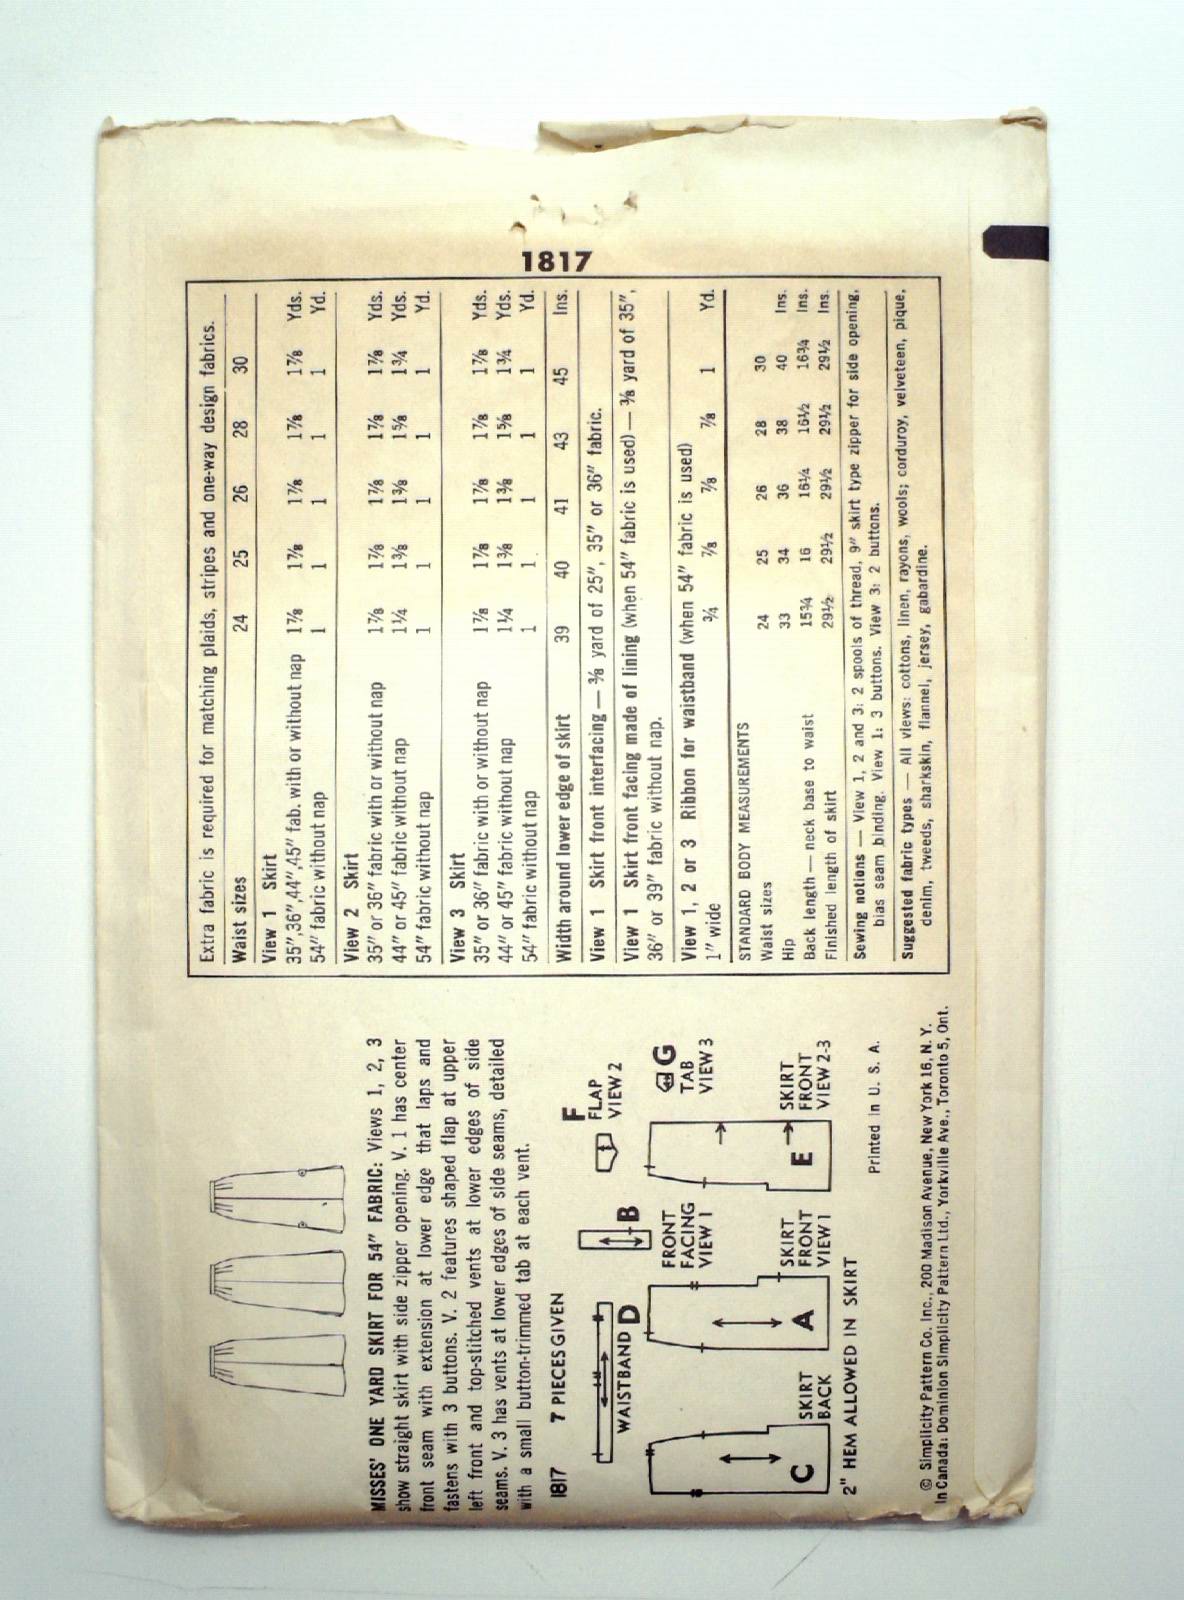 MISSES' ONE YARD SKIRT FOR 54" FABRIC: Views 1, 2, 3
show straight skirt with side zipper opening. V. 1 has center
front seam with extension at lower edge that laps and
fastens with 3 buttons. V. 2 features shaped flap at upper
left front and top-stitched vents at lower edges of side
seams. V. 3 has vents at lower edges of side seams, detailed
with a small button-trimmed tab at each vent.
1817 7 PIECES GIVEN
WAISTBAND D
B
FRONT
FACING
VIEW 1
F
FLAP
VIEW 2
G
TAB
VIEW 3
C
SKIRT
BACK
A
SKIRT
FRONT
VIEW 1
E
SKIRT
FRONT
VIEW 2-3
2" HEM ALLOWED IN SKIRT
Printed in U. S. A.
© Simplicity Pattern Co. Inc., 200 Madison Avenue, New York 16, N. Y.
In Canada: Dominion Simplicity Pattern Ltd., Yorkville Ave., Toronto 5, Ont.
1817
Extra fabric is required for matching plaids, stripes and one-way design fabrics.
Waist sizes 24 25 26 28 30
View 1 Skirt
35",36",44",45" fab. with or without nap 1⅞ 1⅞ 1⅞ 1⅞ 1⅞ Yds.
54" fabric without nap 1 1 1 1 1 Yd.
View 2 Skirt
35" or 36" fabric with or without nap 1⅞ 1⅞ 1⅞ 1⅞ 1⅞ Yds.
44" or 45" fabric without nap 1¼ 1⅜ 1⅜ 1⅝ 1¾ Yds.
54" fabric without nap 1 1 1 1 1 Yd.
View 3 Skirt
35" or 36" fabric with or without nap 1⅞ 1⅞ 1⅞ 1⅞ 1⅞ Yds.
44" or 45" fabric without nap 1¼ 1⅜ 1⅜ 1⅝ 1¾ Yds.
54" fabric without nap 1 1 1 1 1 Yd.
Width around lower edge of skirt 39 40 41 43 45 Ins.
View 1 Skirt front interfacing — ⅜ yard of 25", 35" or 36" fabric.
View 1 Skirt front facing made of lining (when 54" fabric is used) — ⅜ yard of 35",
36" or 39" fabric without nap.
View 1, 2 or 3 Ribbon for waistband (when 54" fabric is used)
1" wide ¾ ⅞ ⅞ ⅞ 1 Yd.
STANDARD BODY MEASUREMENTS
Waist sizes 24 25 26 28 30
Hip 33 34 36 38 40 Ins.
Back length — neck base to waist 15¾ 16 16¼ 16½ 16¾ Ins.
Finished length of skirt 29½ 29½ 29½ 29½ 29½ Ins.
Sewing notions — View 1, 2 and 3: 2 spools of thread, 9" skirt type zipper for side opening,
bias seam binding. View 1: 3 buttons. View 3: 2 buttons.
Suggested fabric types — All views: cottons, linen, rayons, wools; corduroy, velveteen, pique,
denim, tweeds, sharkskin, flannel, jersey, gabardine.